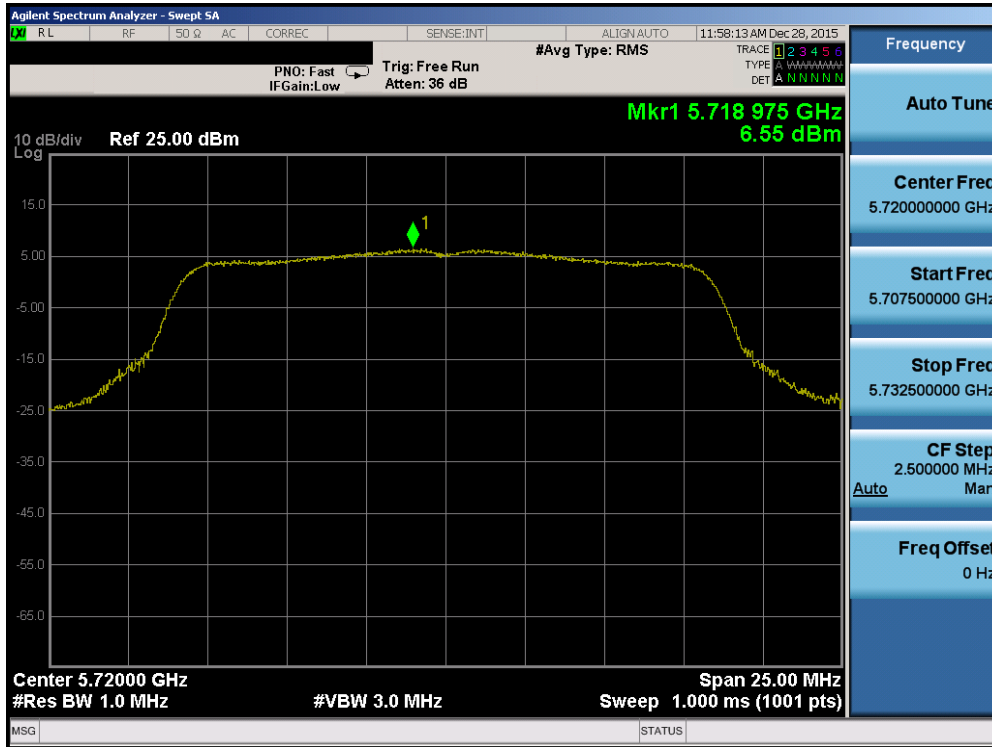 Agilent Spectrum Analyzer - Swept SA
LXI RL RF 50 Ω AC CORREC SENSE:INT ALIGN AUTO 11:58:13 AM Dec 28, 2015
#Avg Type: RMS
TRACE 1 2 3 4 5 6
PNO: Fast Trig: Free Run
TYPE A WWWWW
IFGain:Low Atten: 36 dB
DET A N N N N N
Mkr1 5.718 975 GHz
6.55 dBm
10 dB/div Ref 25.00 dBm
Log
1
15.0
5.00
-5.00
-15.0
-25.0
-35.0
-45.0
-55.0
-65.0
Center 5.72000 GHz Span 25.00 MHz
#Res BW 1.0 MHz #VBW 3.0 MHz Sweep 1.000 ms (1001 pts)
MSG STATUS
Frequency
Auto Tune
Center Freq
5.720000000 GHz
Start Freq
5.707500000 GHz
Stop Freq
5.732500000 GHz
CF Step
2.500000 MHz
Auto Man
Freq Offset
0 Hz